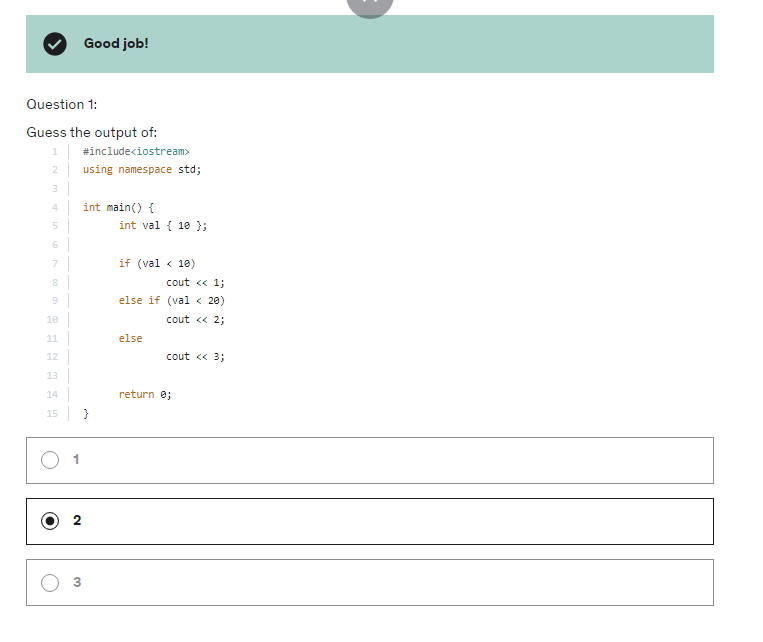 Good job!
Question 1:
Guess the output of:
1 #include<iostream>
2 using namespace std;
3
4 int main() {
5 int val { 10 };
6
7 if (val < 10)
8 cout << 1;
9 else if (val < 20)
10 cout << 2;
11 else
12 cout << 3;
13
14 return 0;
15 }
1
2
3